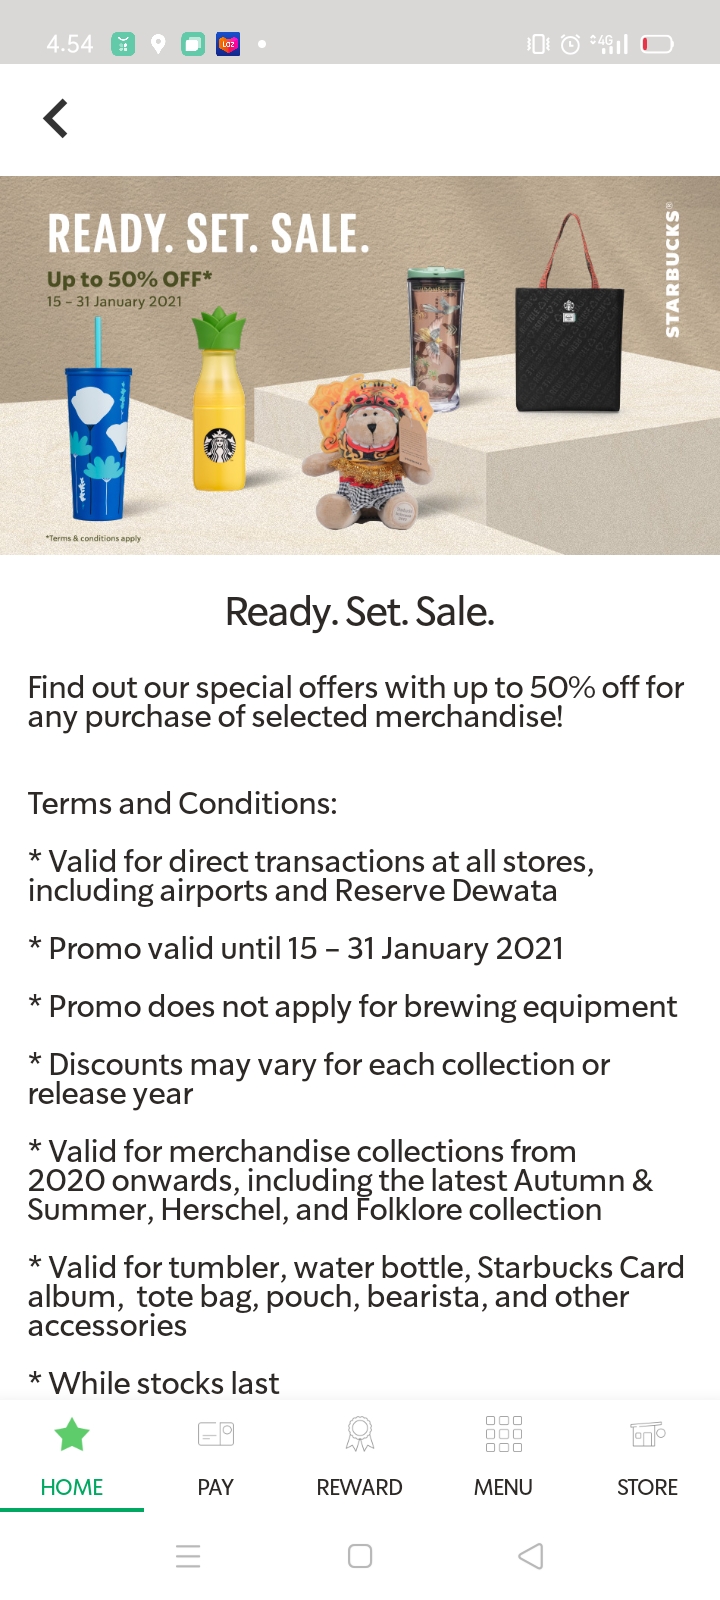 4.54
Laz
4G
READY. SET. SALE.
Up to 50% OFF*
15 – 31 January 2021
STARBUCKS®
*Terms & conditions apply
Ready. Set. Sale.
Find out our special offers with up to 50% off for
any purchase of selected merchandise!
Terms and Conditions:
* Valid for direct transactions at all stores,
including airports and Reserve Dewata
* Promo valid until 15 – 31 January 2021
* Promo does not apply for brewing equipment
* Discounts may vary for each collection or
release year
* Valid for merchandise collections from
2020 onwards, including the latest Autumn &
Summer, Herschel, and Folklore collection
* Valid for tumbler, water bottle, Starbucks Card
album,  tote bag, pouch, bearista, and other
accessories
* While stocks last
HOME
PAY
REWARD
MENU
STORE